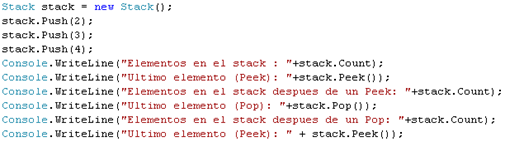 Stack stack = new Stack();
stack.Push(2);
stack.Push(3);
stack.Push(4);
Console.WriteLine("Elementos en el stack : "+stack.Count);
Console.WriteLine("Ultimo elemento (Peek): "+stack.Peek());
Console.WriteLine("Elementos en el stack despues de un Peek: "+stack.Count);
Console.WriteLine("Ultimo elemento (Pop): "+stack.Pop());
Console.WriteLine("Elementos en el stack despues de un Pop: "+stack.Count);
Console.WriteLine("Ultimo elemento (Peek): " + stack.Peek());